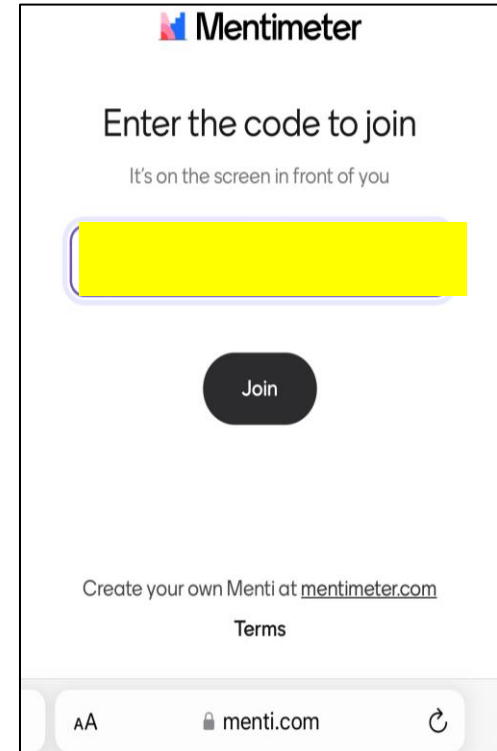 Mentimeter
Enter the code to join
It's on the screen in front of you
Join
Create your own Menti at mentimeter.com
Terms
AA menti.com